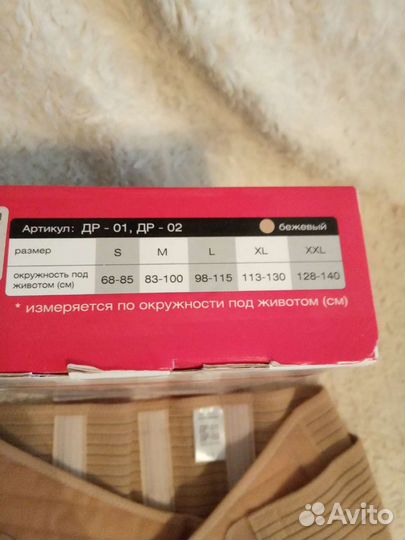 Артикул: ДР - 01, ДР - 02 бежевый
размер S M L XL XXL
окружность под
животом (см) 68-85 83-100 98-115 113-130 128-140
* измеряется по окружности под животом (см)
Avito